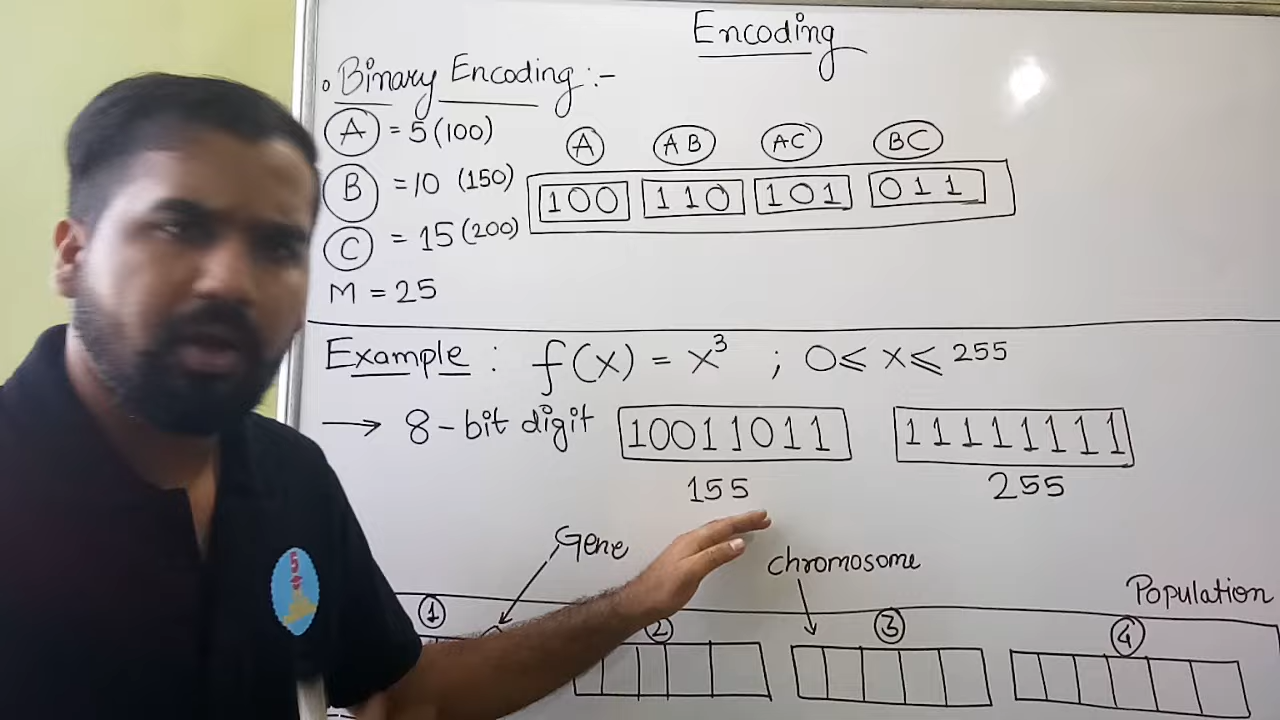 Encoding
Binary Encoding :-
A = 5 (100)
B = 10 (150)
C = 15 (200)
M = 25
A AB AC BC
100 110 101 011
Example : f(x) = x³ ; 0 ≤ x ≤ 255
→ 8-bit digit 10011011 11111111
155 255
Gene
chromosome
Population
1 2 3 4
5